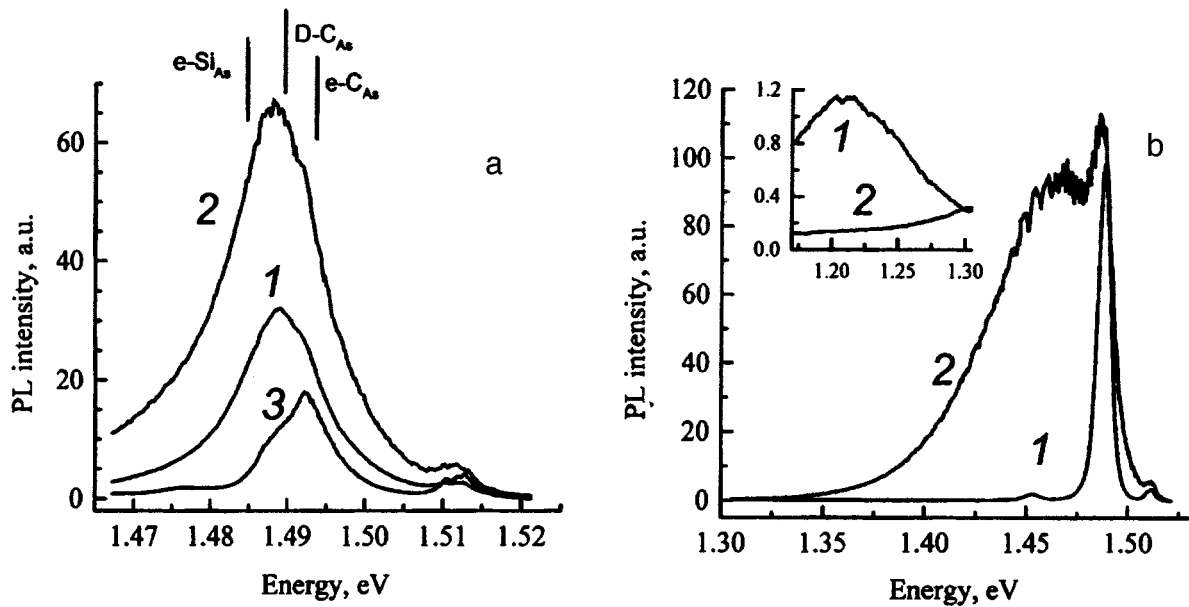 D-C_As
e-Si_As
e-C_As
a
PL intensity, a.u.
60
40
20
0
2
1
3
1.47 1.48 1.49 1.50 1.51 1.52
Energy, eV
b
PL intensity, a.u.
120
100
80
60
40
20
0
1.2
0.8
0.4
0.0
1
2
1.20 1.25 1.30
2
1
1.30 1.35 1.40 1.45 1.50
Energy, eV